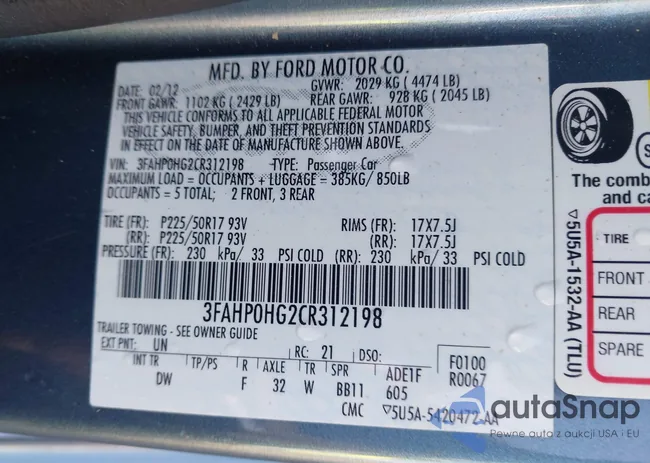 MFD. BY FORD MOTOR CO.
DATE: 02/12 GVWR: 2029 KG ( 4474 LB)
FRONT GAWR: 1102 KG ( 2429 LB) REAR GAWR: 928 KG ( 2045 LB)
THIS VEHICLE CONFORMS TO ALL APPLICABLE FEDERAL MOTOR
VEHICLE SAFETY, BUMPER, AND THEFT PREVENTION STANDARDS
IN EFFECT ON THE DATE OF MANUFACTURE SHOWN ABOVE.
VIN: 3FAHP0HG2CR312198 -TYPE: Passenger Car
MAXIMUM LOAD = OCCUPANTS + LUGGAGE = 385KG/ 850LB
OCCUPANTS = 5 TOTAL; 2 FRONT, 3 REAR
TIRE (FR): P225/50R17 93V RIMS (FR): 17X7.5J
(RR): P225/50R17 93V (RR): 17X7.5J
PRESSURE (FR): 230 kPa/ 33 PSI COLD (RR): 230 kPa/ 33 PSI COLD
3FAHP0HG2CR312198
TRAILER TOWING - SEE OWNER GUIDE
EXT PNT: UN RC: 21 DSO: F0100
INT TR TP/PS R AXLE TR SPR ADE1F R0067
DW F 32 W BB11 605
CMC ▽5U5A-5420472-AA
The comb
and ca
TIRE
FRONT
REAR
SPARE
▽5U5A-1532-AA (TLU)
autoSnap
Pewne auto z aukcji USA i EU